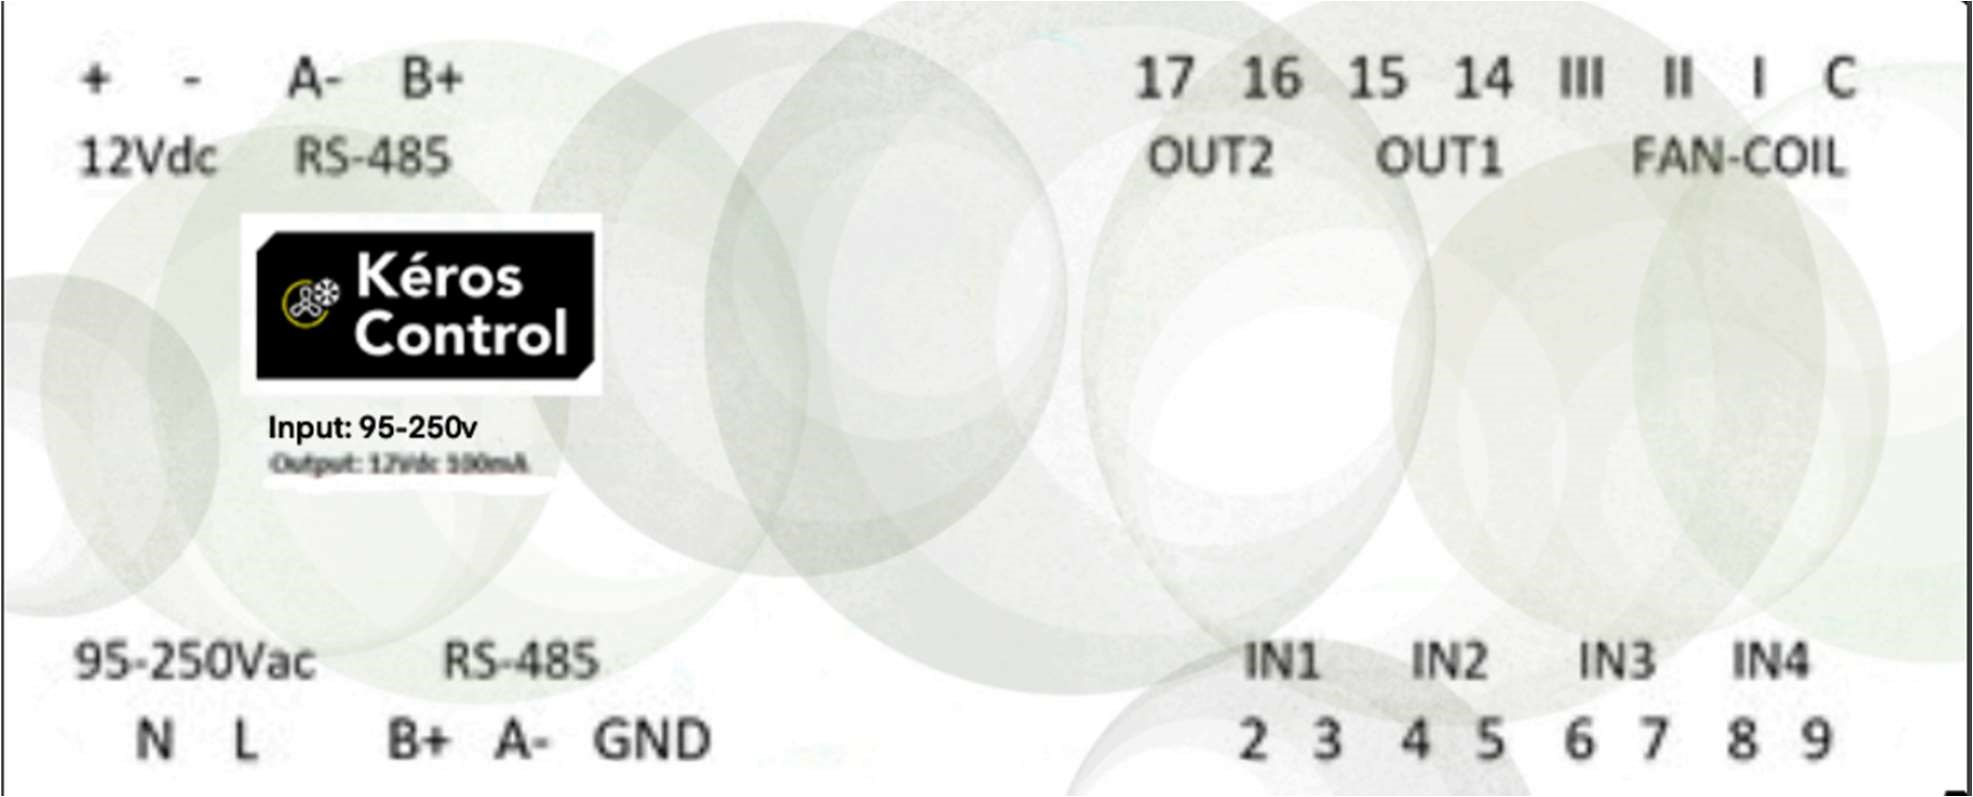 + - A- B+ 17 16 15 14 III II I C
12Vdc RS-485 OUT2 OUT1 FAN-COIL
Kéros
Control
Input: 95-250v
Output: 12Vdc 100mA
95-250Vac RS-485 IN1 IN2 IN3 IN4
N L B+ A- GND 2 3 4 5 6 7 8 9